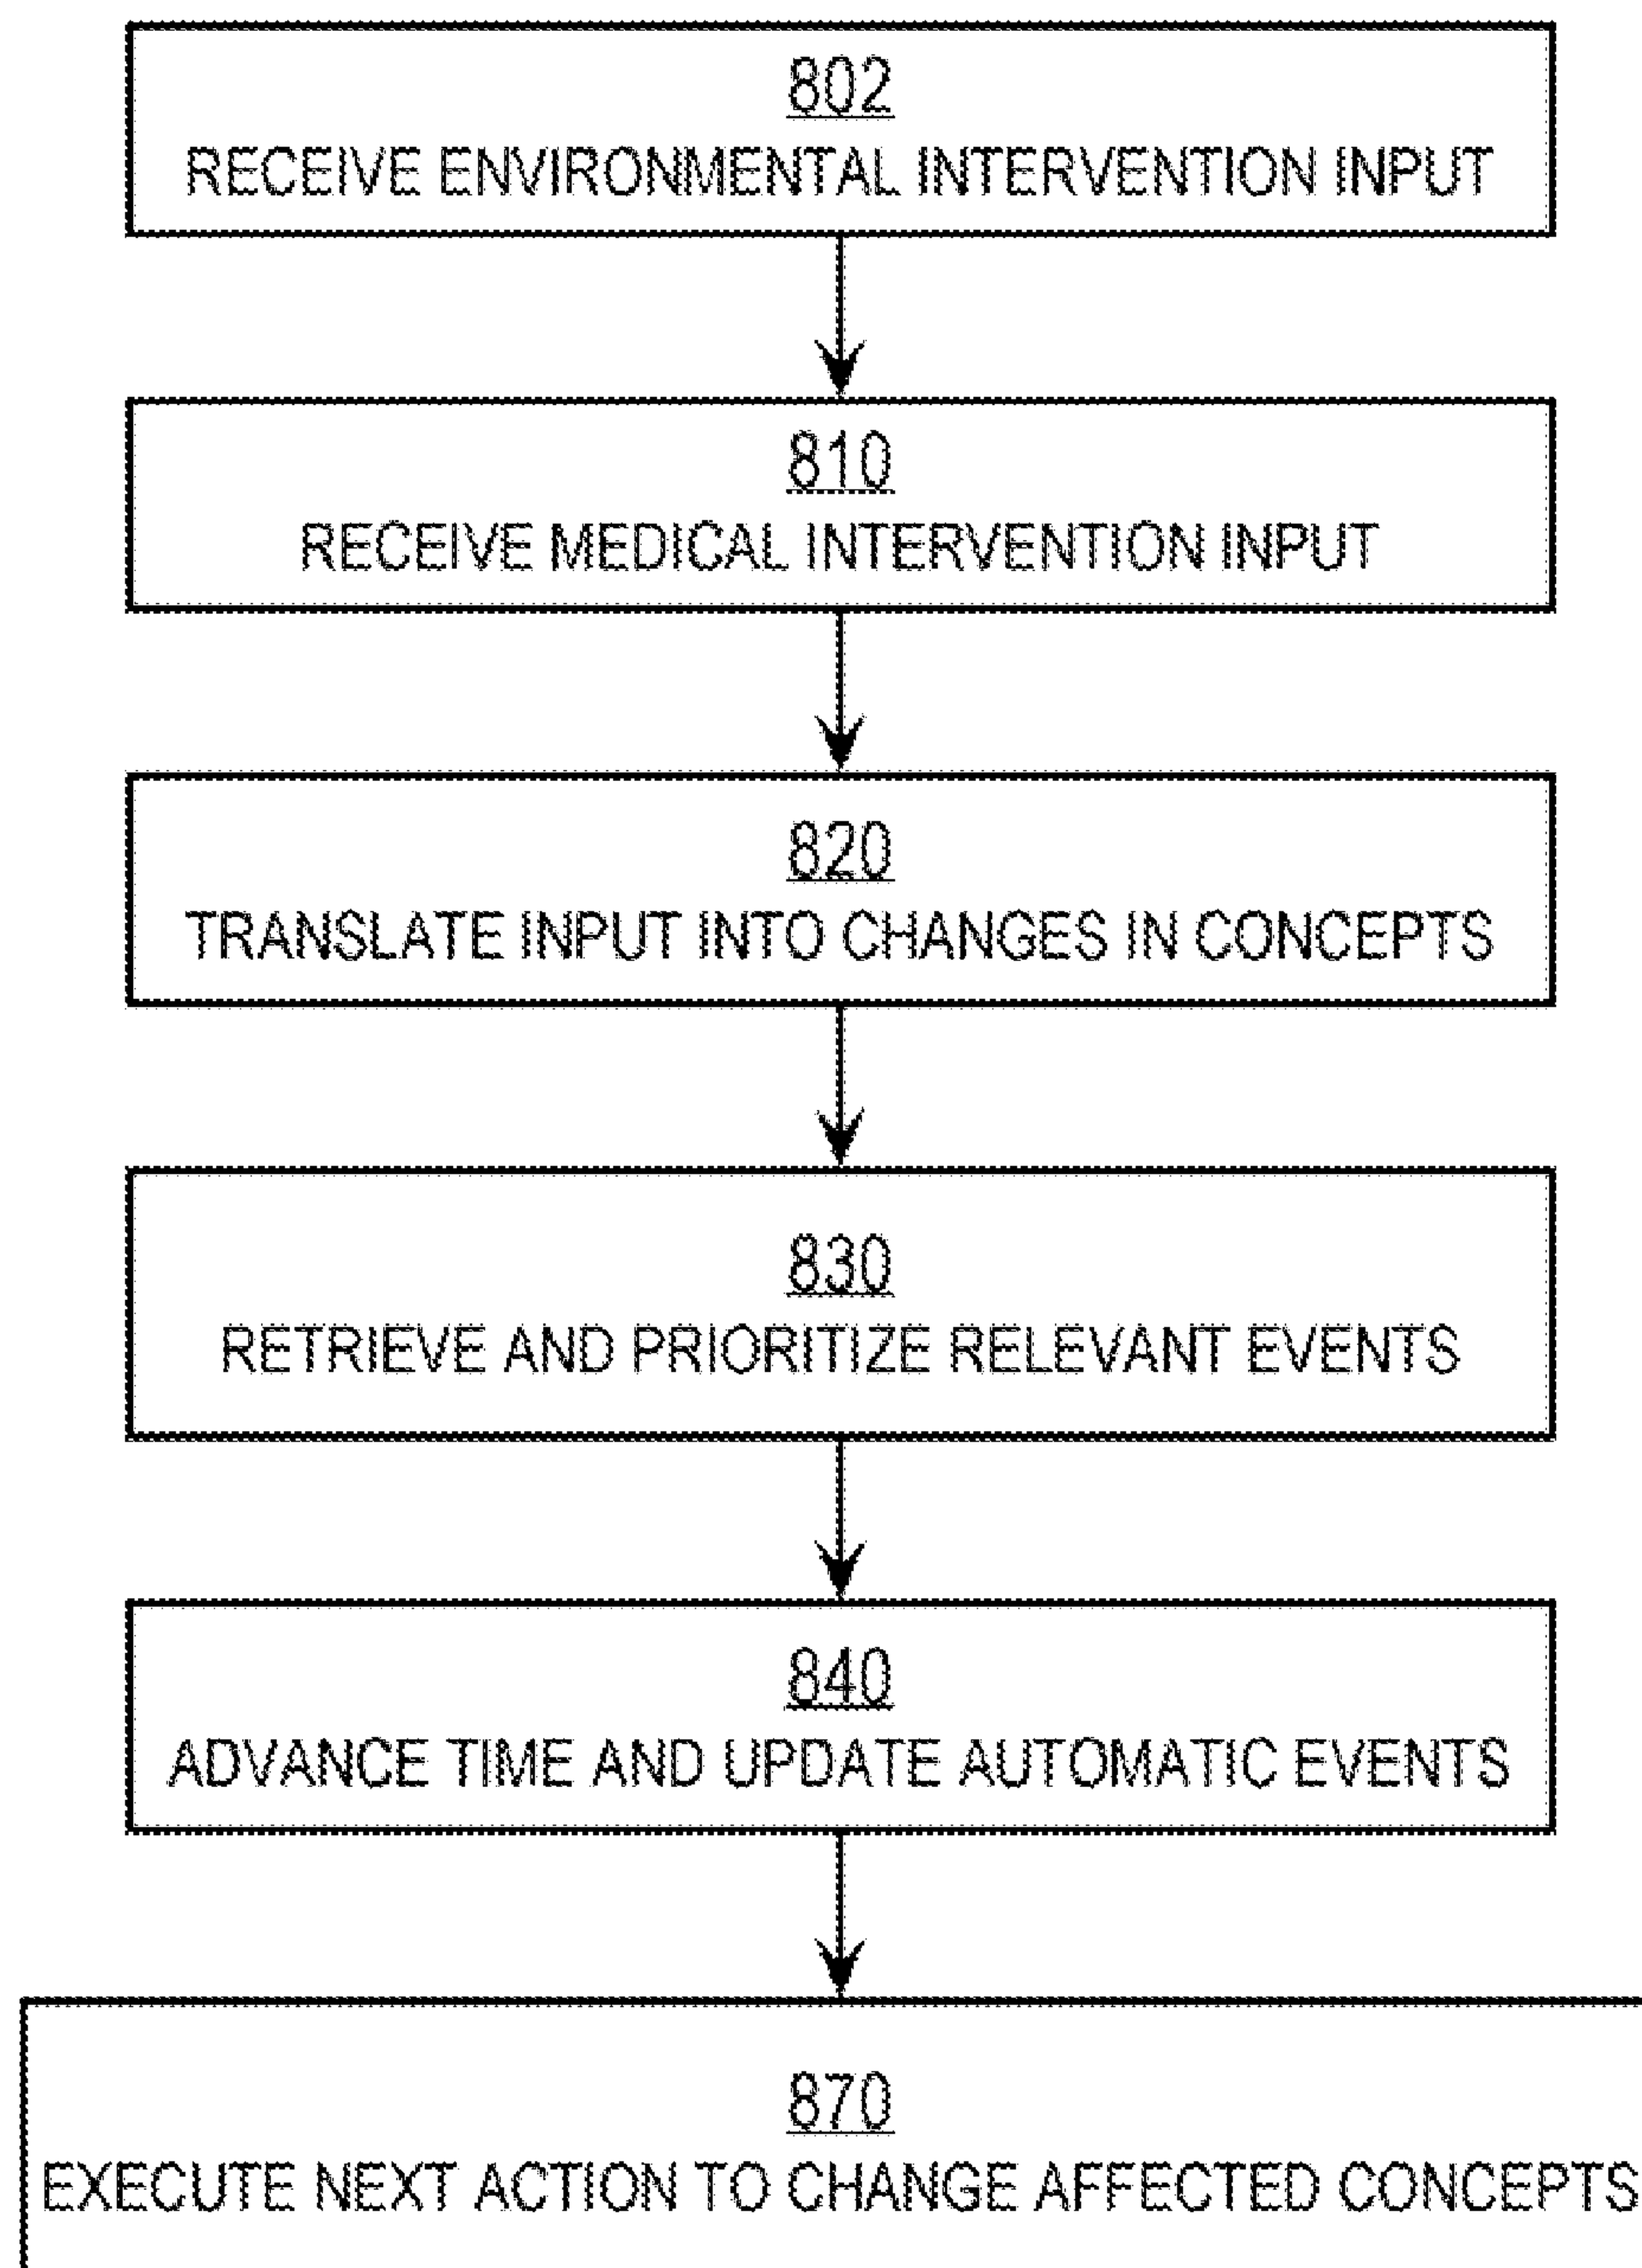 802
RECEIVE ENVIRONMENTAL INTERVENTION INPUT
810
RECEIVE MEDICAL INTERVENTION INPUT
820
TRANSLATE INPUT INTO CHANGES IN CONCEPTS
830
RETRIEVE AND PRIORITIZE RELEVANT EVENTS
840
ADVANCE TIME AND UPDATE AUTOMATIC EVENTS
870
EXECUTE NEXT ACTION TO CHANGE AFFECTED CONCEPTS